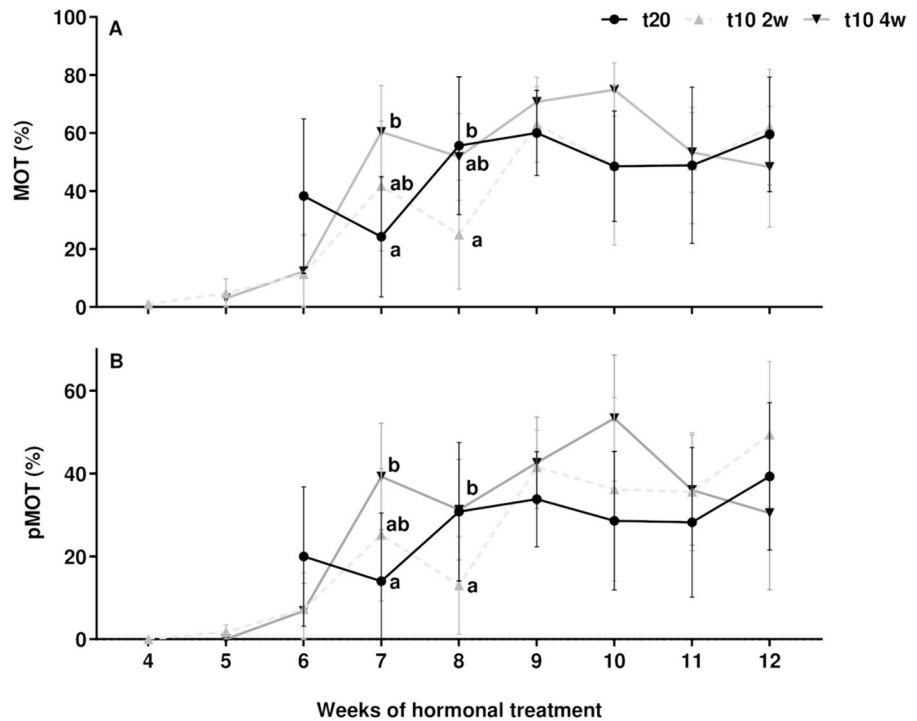 100
A
t20
t10 2w
t10 4w
80
b
b
60
ab
ab
40
a
a
20
0
MOT (%)
B
60
b
b
40
ab
a
a
20
0
pMOT (%)
4 5 6 7 8 9 10 11 12
Weeks of hormonal treatment